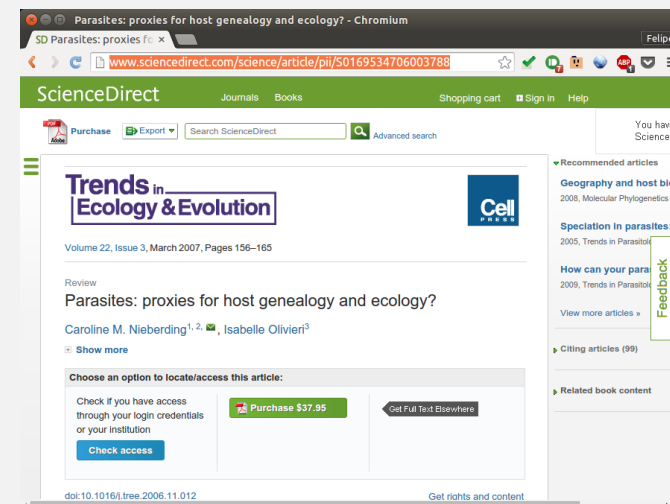 Parasites: proxies for host genealogy and ecology? - Chromium
SD Parasites: proxies fo ×
Felip
www.sciencedirect.com/science/article/pii/S0169534706003788
ABP
ScienceDirect
Journals Books Shopping cart Sign in Help
PDF
Adobe
Purchase Export Search ScienceDirect Advanced search
You hav
Science
Trends in
Ecology & Evolution
Cell
PRESS
Volume 22, Issue 3, March 2007, Pages 156–165
Review
Parasites: proxies for host genealogy and ecology?
Caroline M. Nieberding1, 2, , Isabelle Olivieri3
Show more
Choose an option to locate/access this article:
Check if you have access
through your login credentials
or your institution
Check access
Purchase $37.95
Get Full Text Elsewhere
doi:10.1016/j.tree.2006.11.012
Get rights and content
Recommended articles
Geography and host bi
2008, Molecular Phylogenetics
Speciation in parasites:
2005, Trends in Parasitolo
How can your para
2009, Trends in Parasitolo
View more articles »
Citing articles (99)
Related book content
Feedback